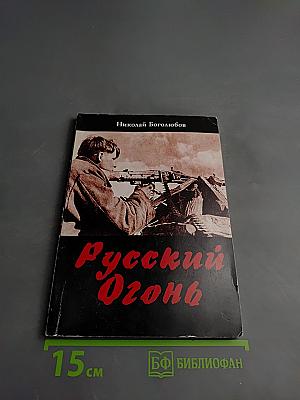 Николай Боголюбов
Русский
Огонь
15 см
БФ БИБЛИОФАН